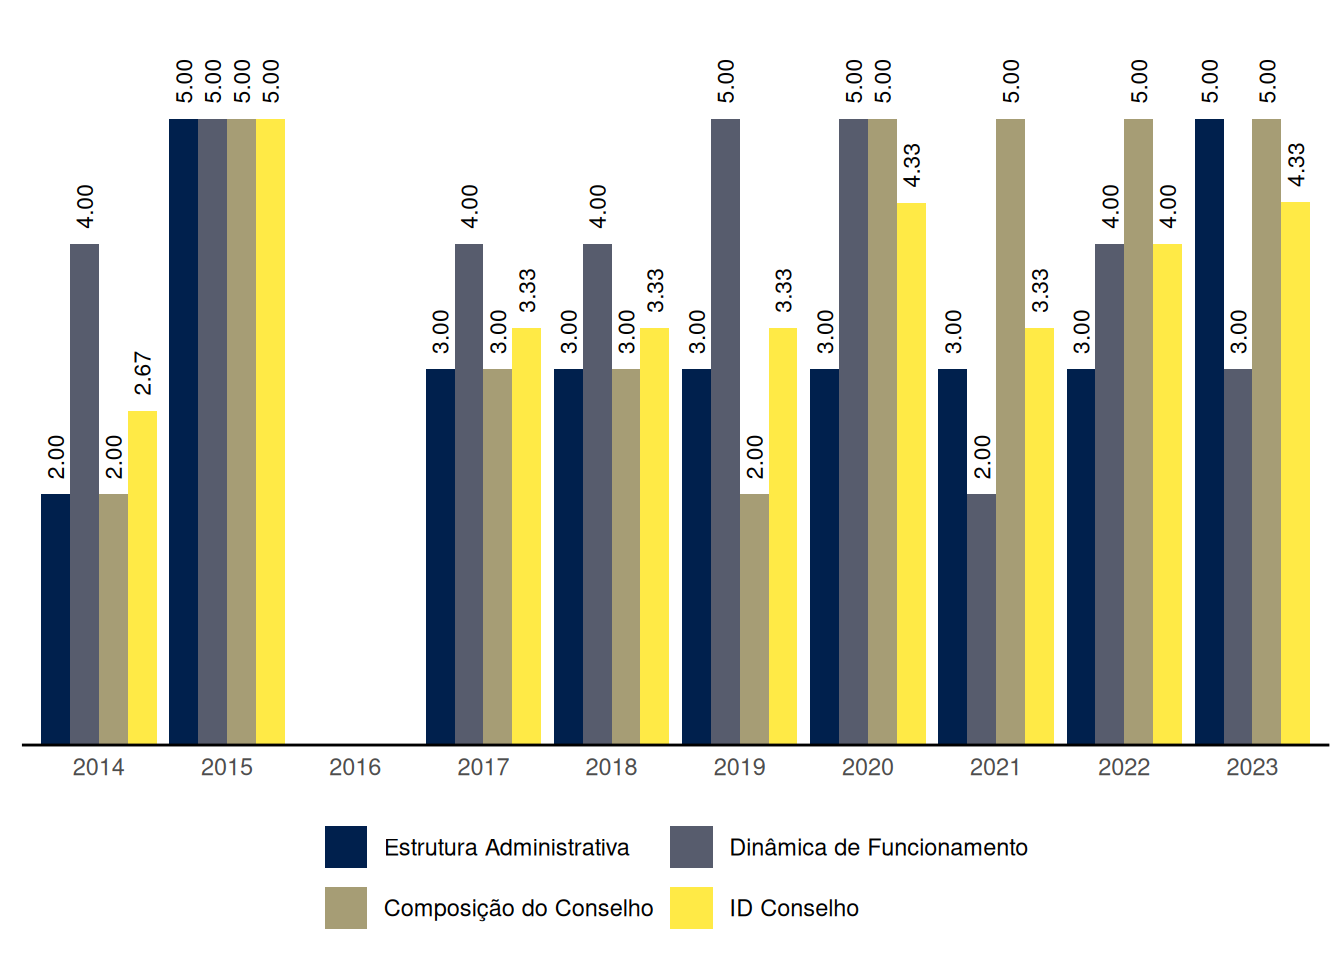 5.00 5.00 5.00 5.00 5.00 5.00 5.00 5.00 5.00 5.00 5.00
4.33 4.33
4.00 4.00 4.00 4.00 4.00
3.33 3.33 3.33 3.33
3.00 3.00 3.00 3.00 3.00 3.00 3.00 3.00 3.00
2.67
2.00 2.00 2.00 2.00
2014 2015 2016 2017 2018 2019 2020 2021 2022 2023
Estrutura Administrativa Dinâmica de Funcionamento
Composição do Conselho ID Conselho